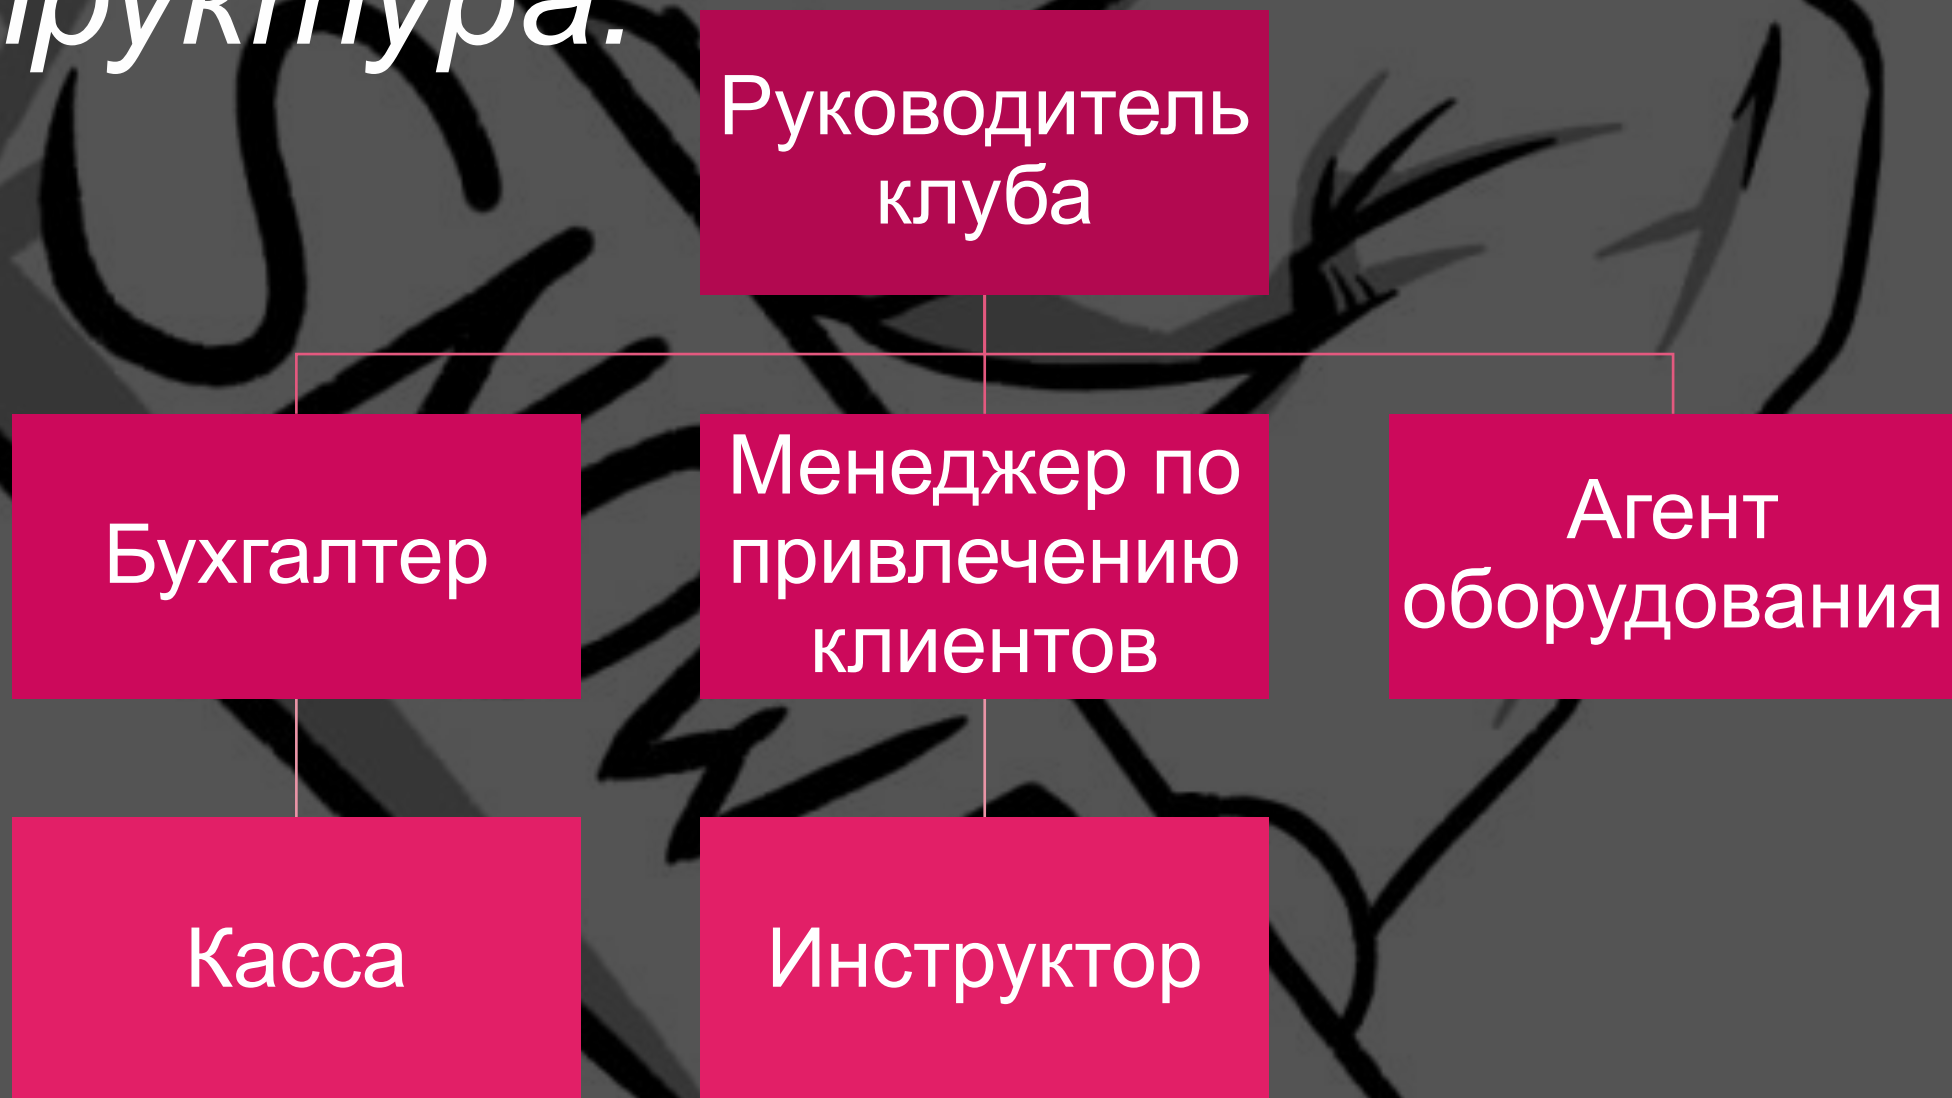 Руководитель
клуба
Бухгалтер
Менеджер по
привлечению
клиентов
Агент
оборудования
Касса
Инструктор